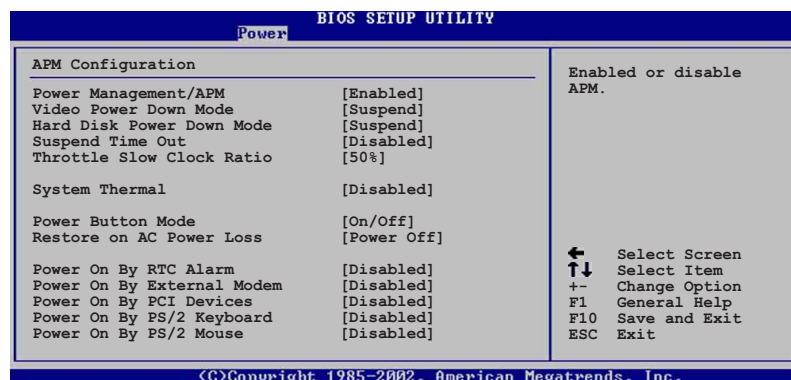 BIOS SETUP UTILITY
Power
APM Configuration
Power Management/APM [Enabled]
Video Power Down Mode [Suspend]
Hard Disk Power Down Mode [Suspend]
Suspend Time Out [Disabled]
Throttle Slow Clock Ratio [50%]
System Thermal [Disabled]
Power Button Mode [On/Off]
Restore on AC Power Loss [Power Off]
Power On By RTC Alarm [Disabled]
Power On By External Modem [Disabled]
Power On By PCI Devices [Disabled]
Power On By PS/2 Keyboard [Disabled]
Power On By PS/2 Mouse [Disabled]
Enabled or disable
APM.
← Select Screen
↑↓ Select Item
+- Change Option
F1 General Help
F10 Save and Exit
ESC Exit
(C)Copyright 1985-2002, American Megatrends, Inc.